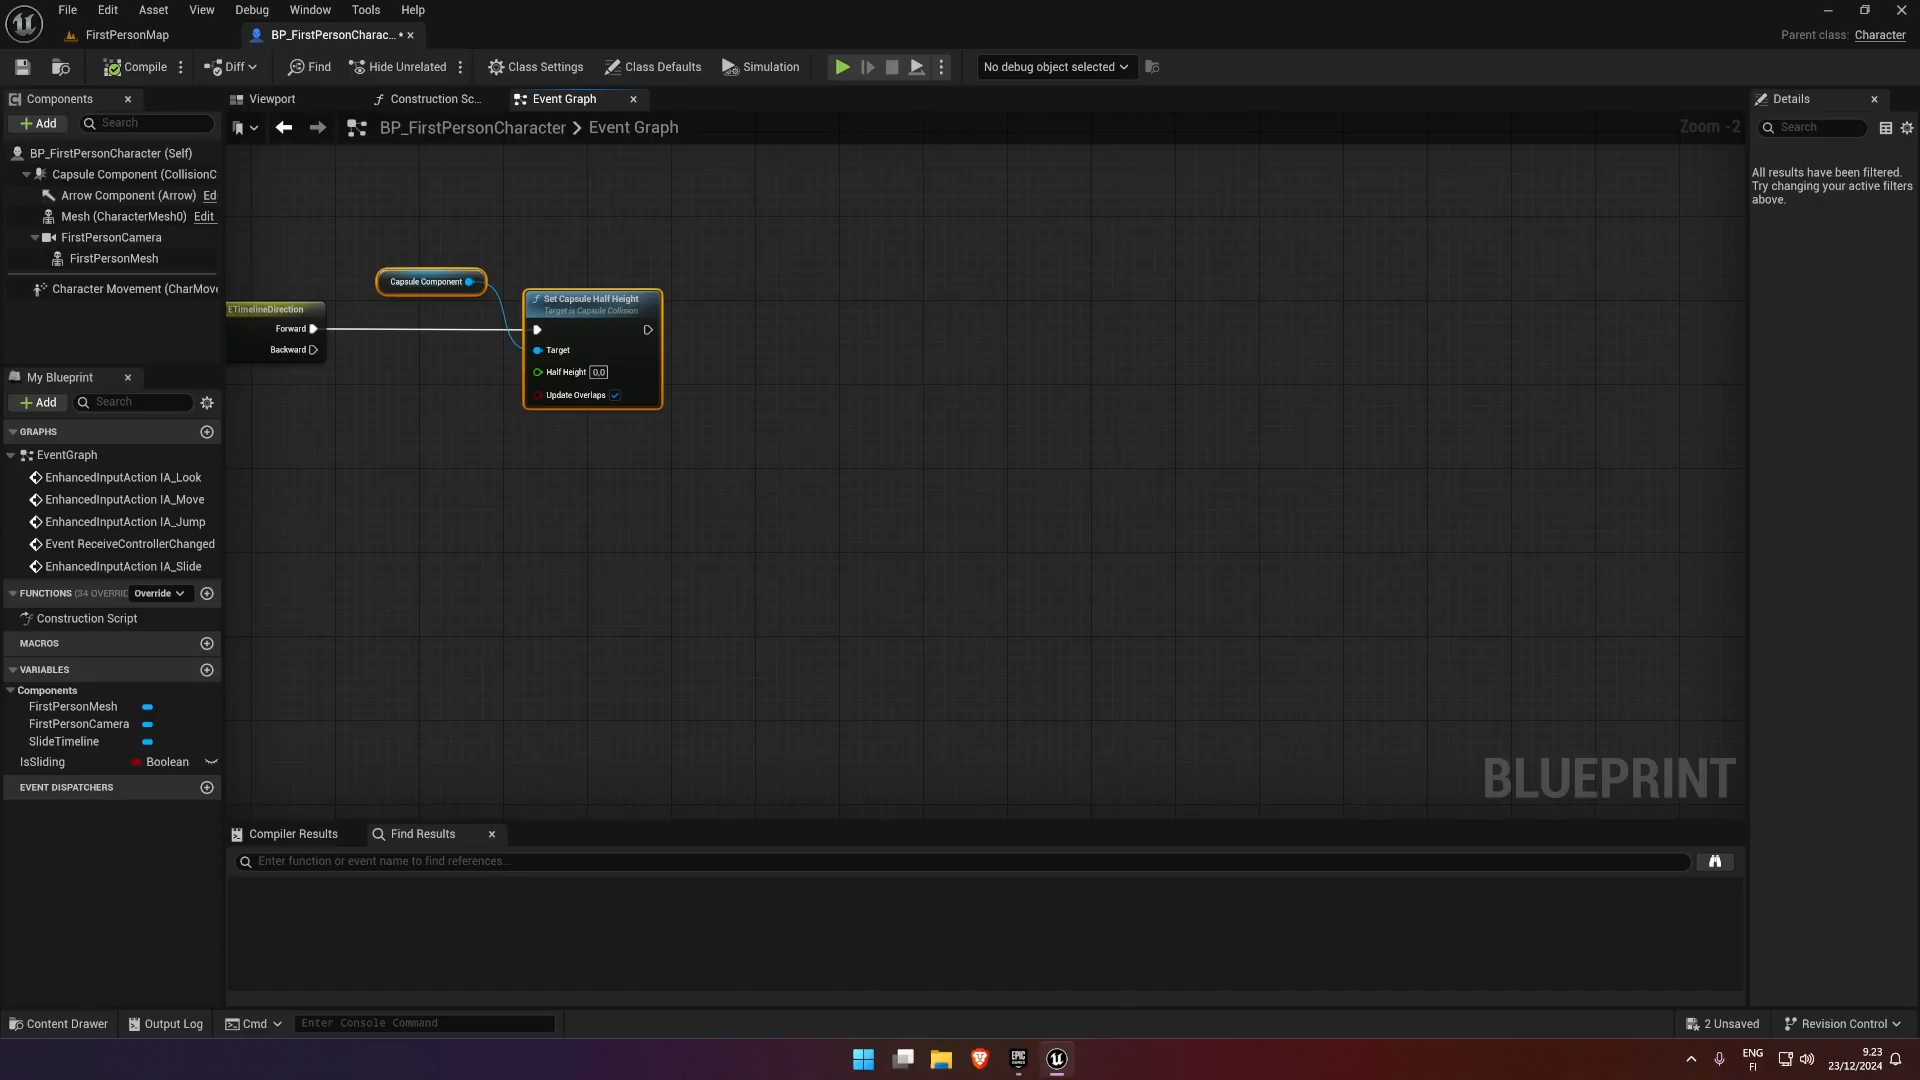 File Edit Asset View Debug Window Tools Help
FirstPersonMap
BP_FirstPersonCharac... •
Parent class: Character
Compile
Diff
Find
Hide Unrelated
Class Settings
Class Defaults
Simulation
No debug object selected
Components
Add
Search
BP_FirstPersonCharacter (Self)
Capsule Component (CollisionC
Arrow Component (Arrow) Ed
Mesh (CharacterMesh0) Edit
FirstPersonCamera
FirstPersonMesh
Character Movement (CharMove
My Blueprint
Add
Search
GRAPHS
EventGraph
EnhancedInputAction IA_Look
EnhancedInputAction IA_Move
EnhancedInputAction IA_Jump
Event ReceiveControllerChanged
EnhancedInputAction IA_Slide
FUNCTIONS (34 OVERRID Override
Construction Script
MACROS
VARIABLES
Components
FirstPersonMesh
FirstPersonCamera
SlideTimeline
IsSliding Boolean
EVENT DISPATCHERS
Viewport
Construction Sc...
Event Graph
BP_FirstPersonCharacter > Event Graph
Zoom -2
ETimelineDirection
Forward
Backward
Capsule Component
Set Capsule Half Height
Target is Capsule Collision
Target
Half Height 0,0
Update Overlaps
BLUEPRINT
Compiler Results
Find Results
Enter function or event name to find references...
Details
Search
All results have been filtered.
Try changing your active filters
above.
Content Drawer
Output Log
Cmd
Enter Console Command
2 Unsaved
Revision Control
EPIC
GAMES
ENG
FI
9.23
23/12/2024